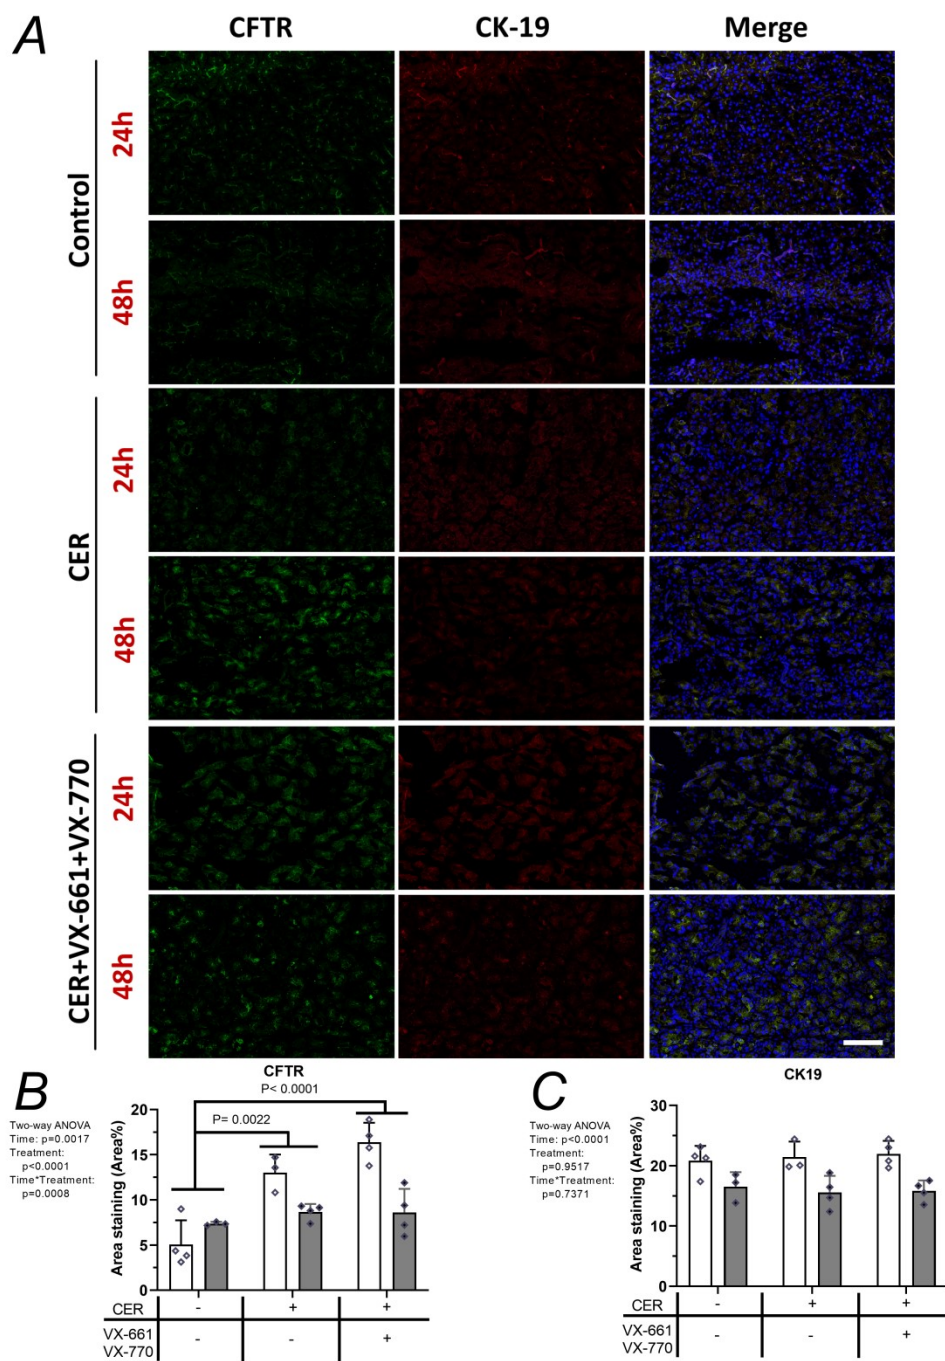 A
CFTR CK-19 Merge
Control
24h
48h
CER
24h
48h
CER+VX-661+VX-770
24h
48h
B
CFTR
P< 0.0001
P= 0.0022
Two-way ANOVA
Time: p=0.0017
Treatment:
p<0.0001
Time*Treatment:
p=0.0008
Area staining (Area%)
20
15
10
5
0
CER - + +
VX-661
VX-770 - - +
C
CK19
Two-way ANOVA
Time: p<0.0001
Treatment:
p=0.9517
Time*Treatment:
p=0.7371
Area staining (Area%)
30
20
10
0
CER - + +
VX-661
VX-770 - - +